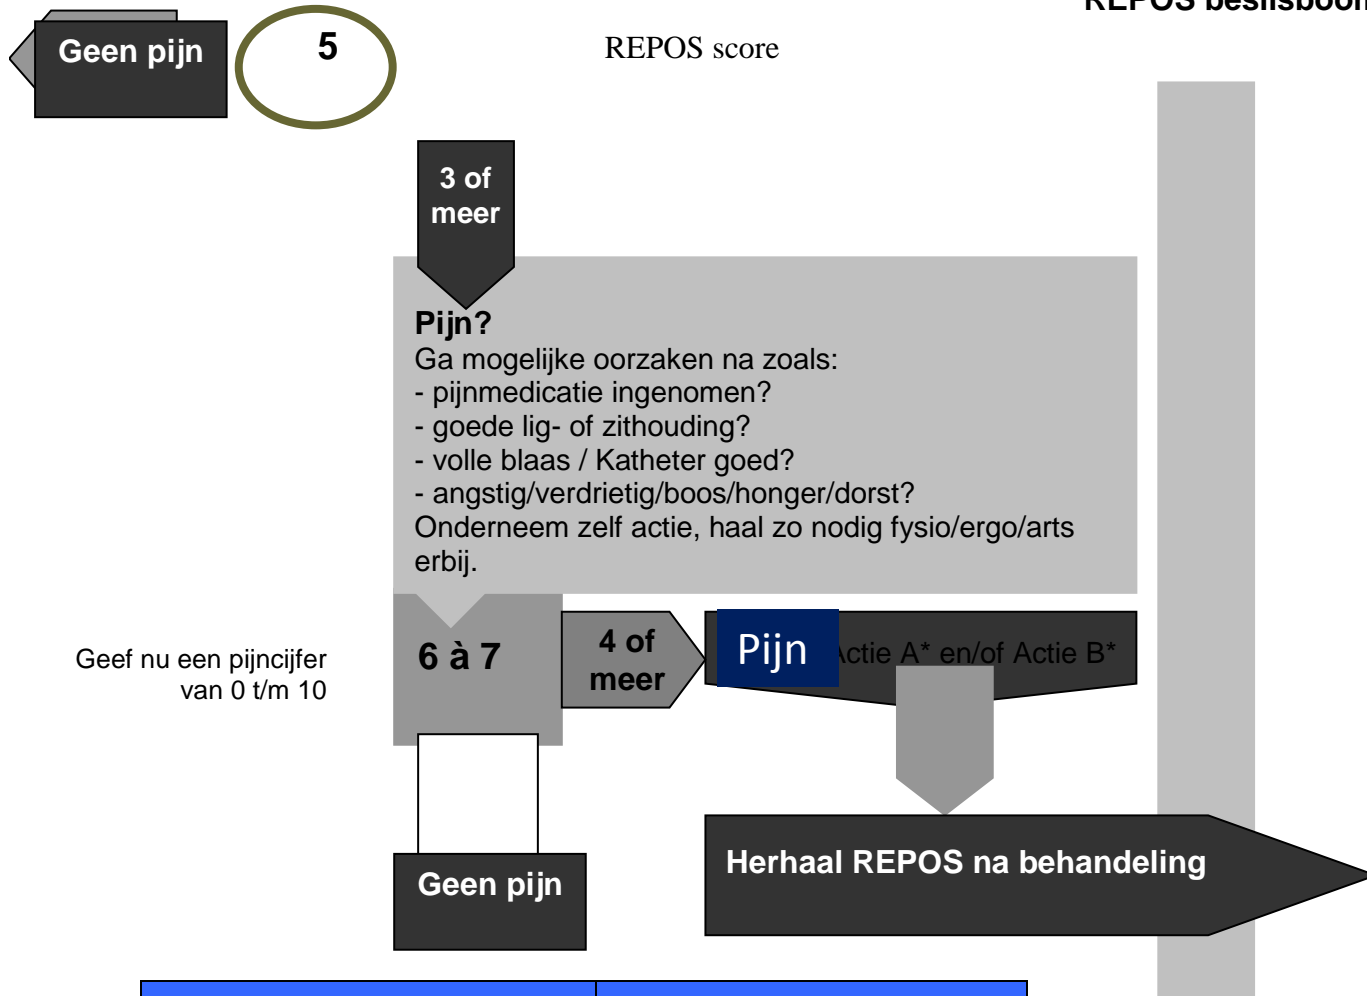 REPOS beslisboom
Geen pijn
5
REPOS score
3 of
meer
Pijn?
Ga mogelijke oorzaken na zoals:
- pijnmedicatie ingenomen?
- goede lig- of zithouding?
- volle blaas / Katheter goed?
- angstig/verdrietig/boos/honger/dorst?
Onderneem zelf actie, haal zo nodig fysio/ergo/arts
erbij.
Geef nu een pijncijfer
van 0 t/m 10
6 à 7
4 of
meer
Pijn
Actie A* en/of Actie B*
Geen pijn
Herhaal REPOS na behandeling